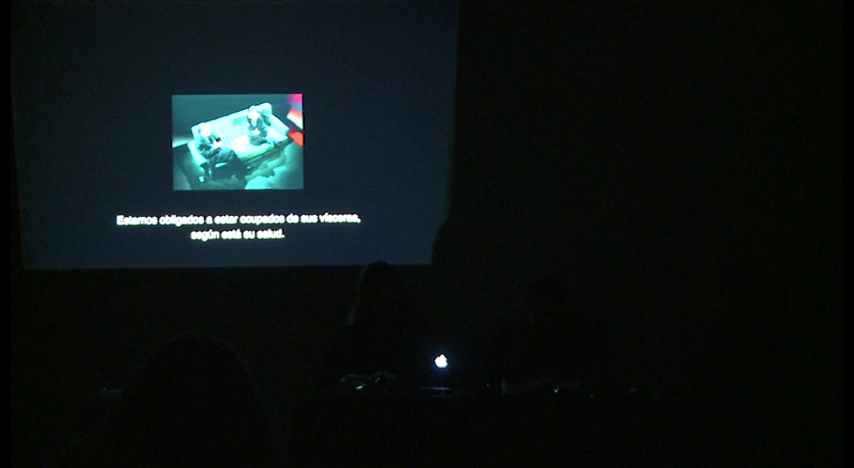 Estamos obligados a estar ocupados de sus vísceras,
según está su salud.